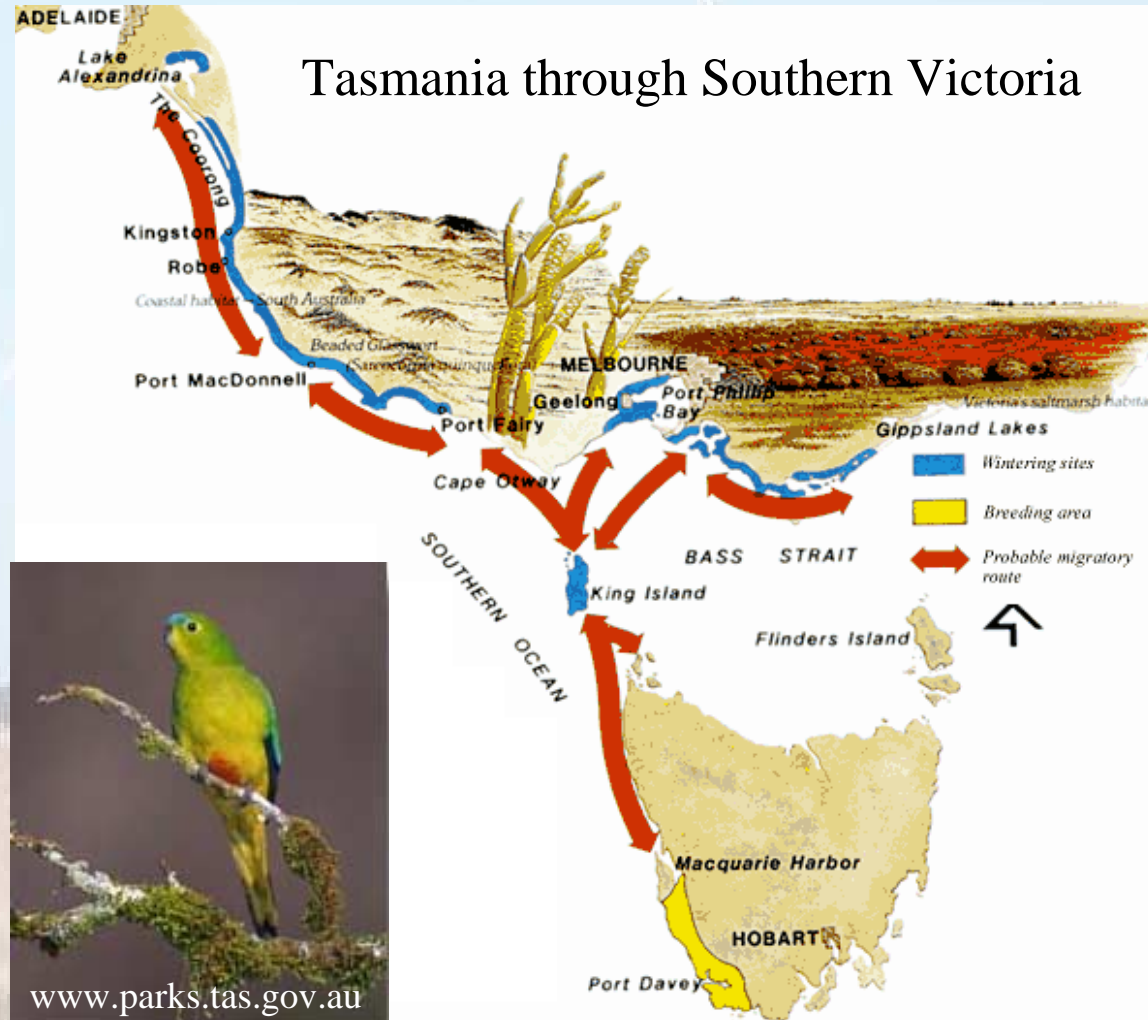 ADELAIDE
Lake
Alexandrina
Tasmania through Southern Victoria
The Coorong
Kingston
Robe
Coastal habitat - South Australia
Beaded Glasswort
Port MacDonnell
MELBOURNE
Geelong
Port Phillip
Bay
Port Fairy
Victoria's saltmarsh habita
Gippsland Lakes
Cape Otway
Wintering sites
Breeding area
Probable migratory
route
SOUTHERN OCEAN
BASS STRAIT
King Island
Flinders Island
Macquarie Harbor
HOBART
Port Davey
www.parks.tas.gov.au